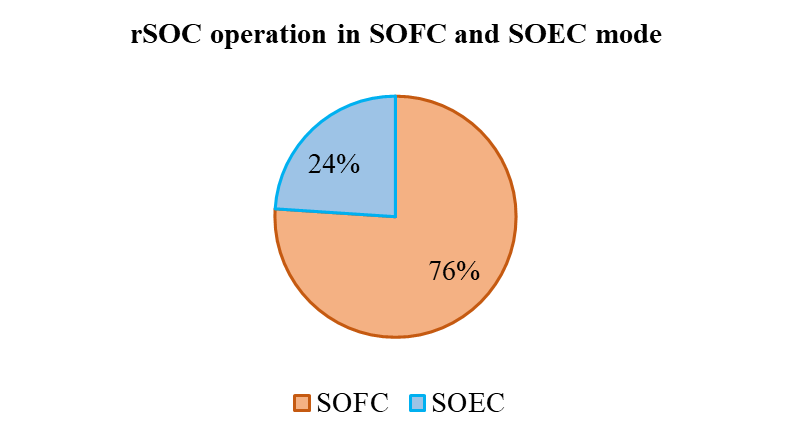 rSOC operation in SOFC and SOEC mode
24%
76%
SOFC SOEC